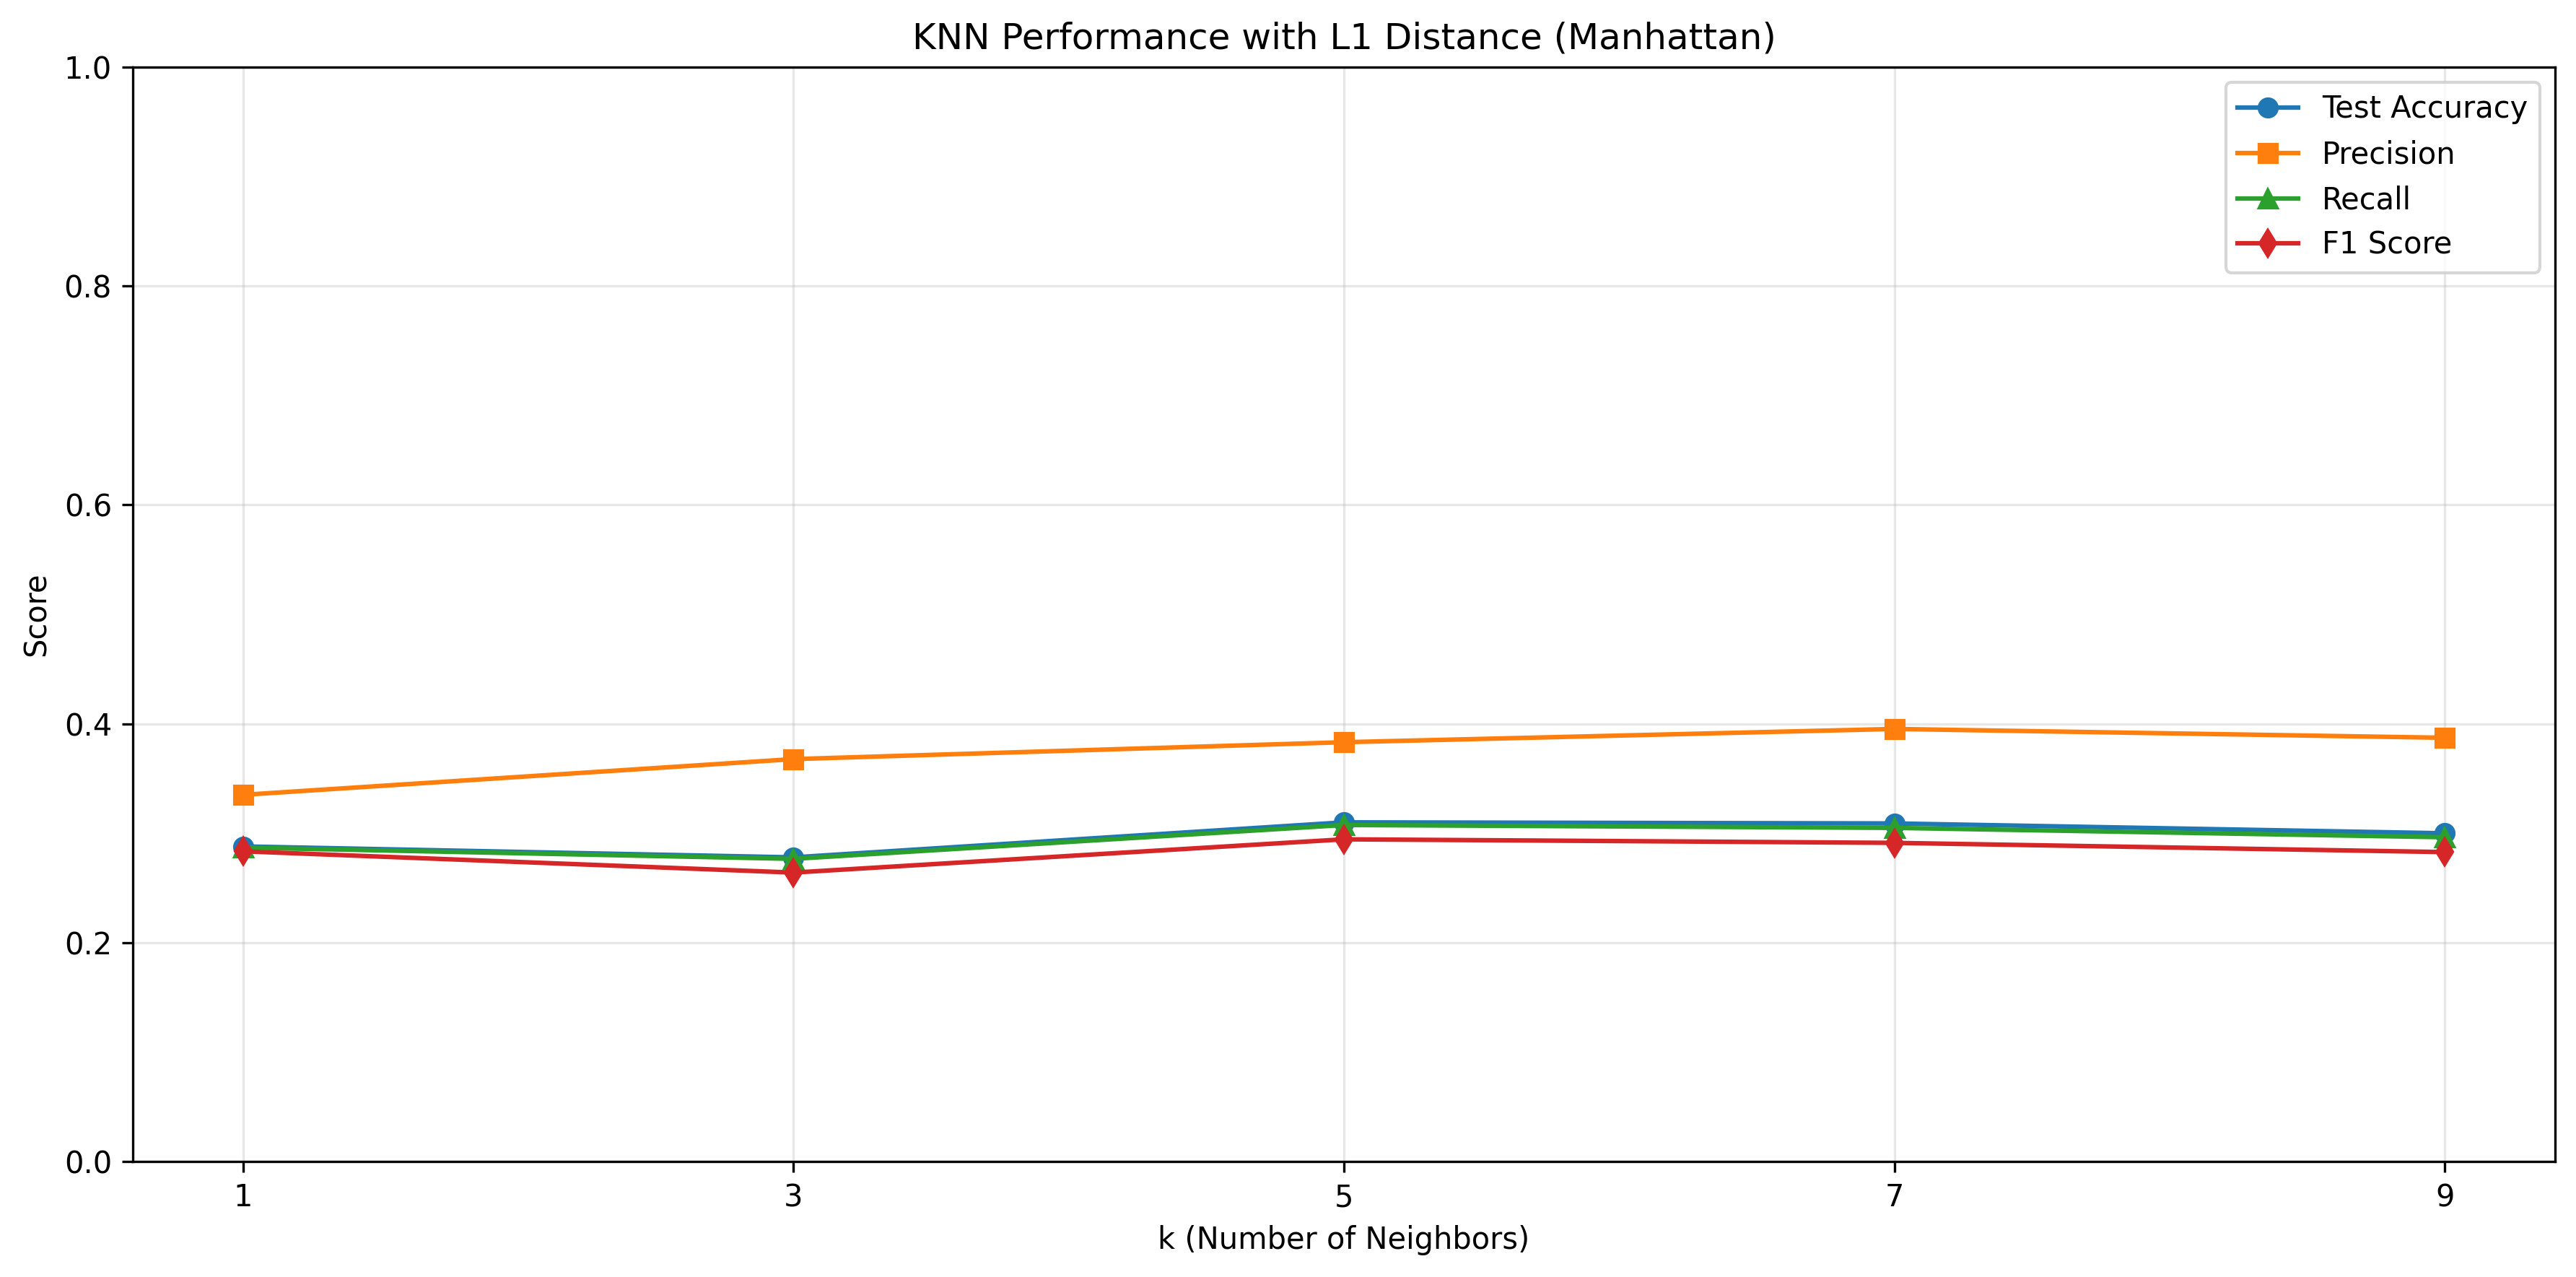 KNN Performance with L1 Distance (Manhattan)
1.0
0.8
0.6
0.4
0.2
0.0
Score
Test Accuracy
Precision
Recall
F1 Score
1 3 5 7 9
k (Number of Neighbors)